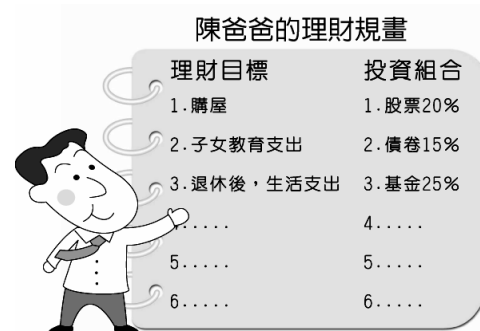 陳爸爸的理財規畫
理財目標 投資組合
1.購屋 1.股票20%
2.子女教育支出 2.債卷15%
3.退休後，生活支出 3.基金25%
..... 4.....
5..... 5.....
6..... 6.....